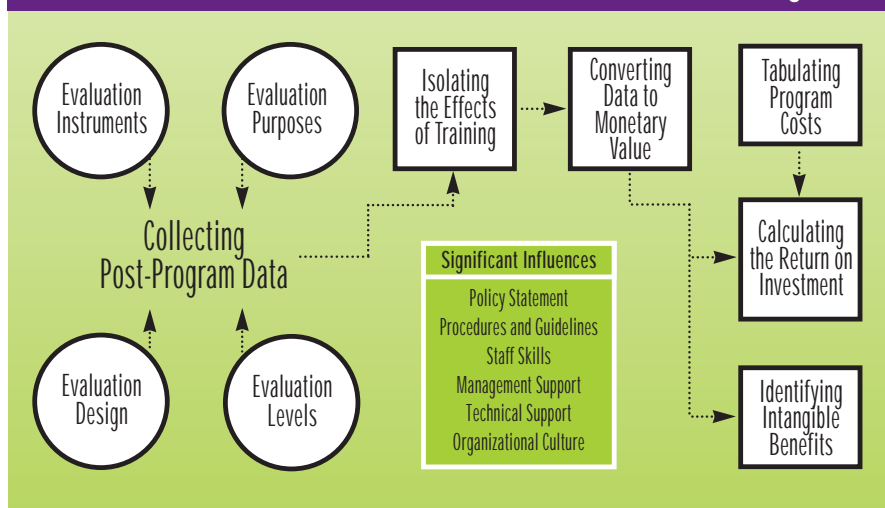 Evaluation
Instruments
Evaluation
Purposes
Isolating
the Effects
of Training
Converting
Data to
Monetary
Value
Tabulating
Program
Costs
Collecting
Post-Program Data
Calculating
the Return on
Investment
Significant Influences
Policy Statement
Procedures and Guidelines
Staff Skills
Management Support
Technical Support
Organizational Culture
Evaluation
Design
Evaluation
Levels
Identifying
Intangible
Benefits